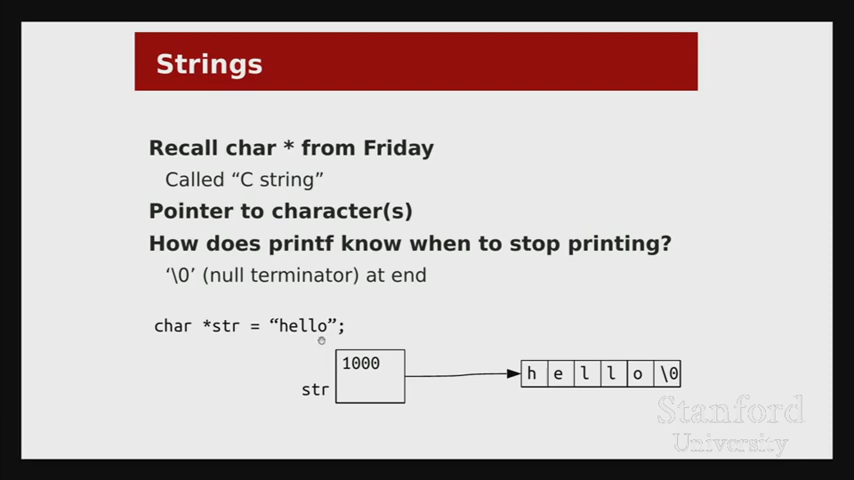 Strings
Recall char * from Friday
Called “C string”
Pointer to character(s)
How does printf know when to stop printing?
‘\0’ (null terminator) at end
char *str = “hello”;
1000
str
h e l l o \0
Stanford
University